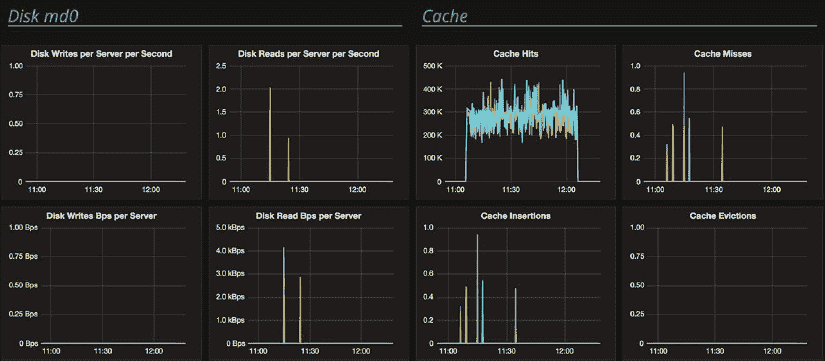 Disk md0
Cache
Disk Writes per Server per Second
1.00
0.75
0.50
0.25
0
11:00 11:30 12:00
Disk Reads per Server per Second
2.5
2.0
1.5
1.0
0.5
0
11:00 11:30 12:00
Cache Hits
500 K
400 K
300 K
200 K
100 K
0
11:00 11:30 12:00
Cache Misses
1.0
0.8
0.6
0.4
0.2
0
11:00 11:30 12:00
Disk Writes Bps per Server
1.00 Bps
0.75 Bps
0.50 Bps
0.25 Bps
0 Bps
11:00 11:30 12:00
Disk Read Bps per Server
5.0 kBps
4.0 kBps
3.0 kBps
2.0 kBps
1.0 kBps
0 Bps
11:00 11:30 12:00
Cache Insertions
1.0
0.8
0.6
0.4
0.2
0
11:00 11:30 12:00
Cache Evictions
1.00
0.75
0.50
0.25
0
11:00 11:30 12:00